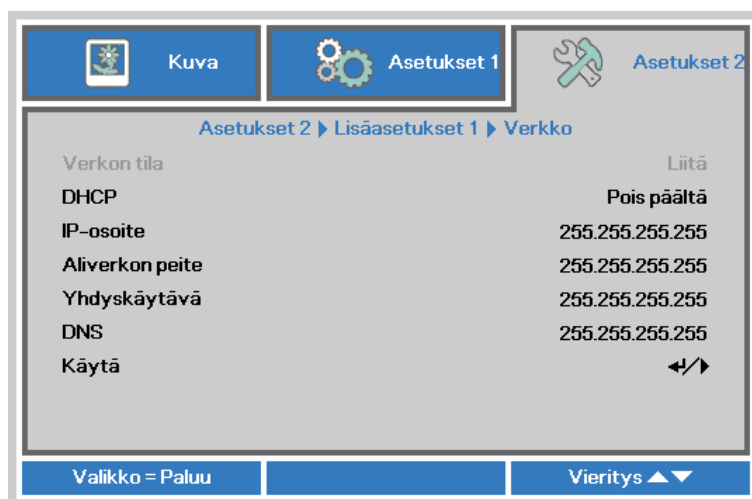 Kuva
Asetukset 1
Asetukset 2
Asetukset 2 Lisäasetukset 1 Verkko
Verkon tila Liitä
DHCP Pois päältä
IP-osoite 255.255.255.255
Aliverkon peite 255.255.255.255
Yhdyskäytävä 255.255.255.255
DNS 255.255.255.255
Käytä ↵/▶
Valikko = Paluu
Vieritys ▲▼